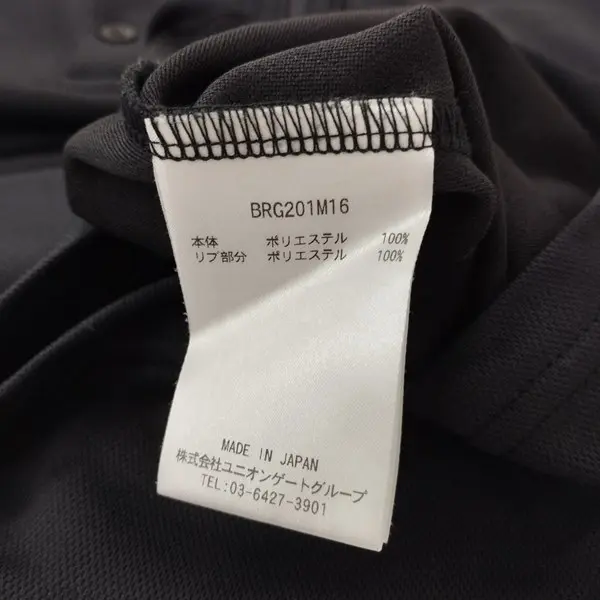 BRG201M16
本体 ポリエステル 100%
リブ部分 ポリエステル 100%
MADE IN JAPAN
株式会社ユニオンゲートグループ
TEL:03-6427-3901